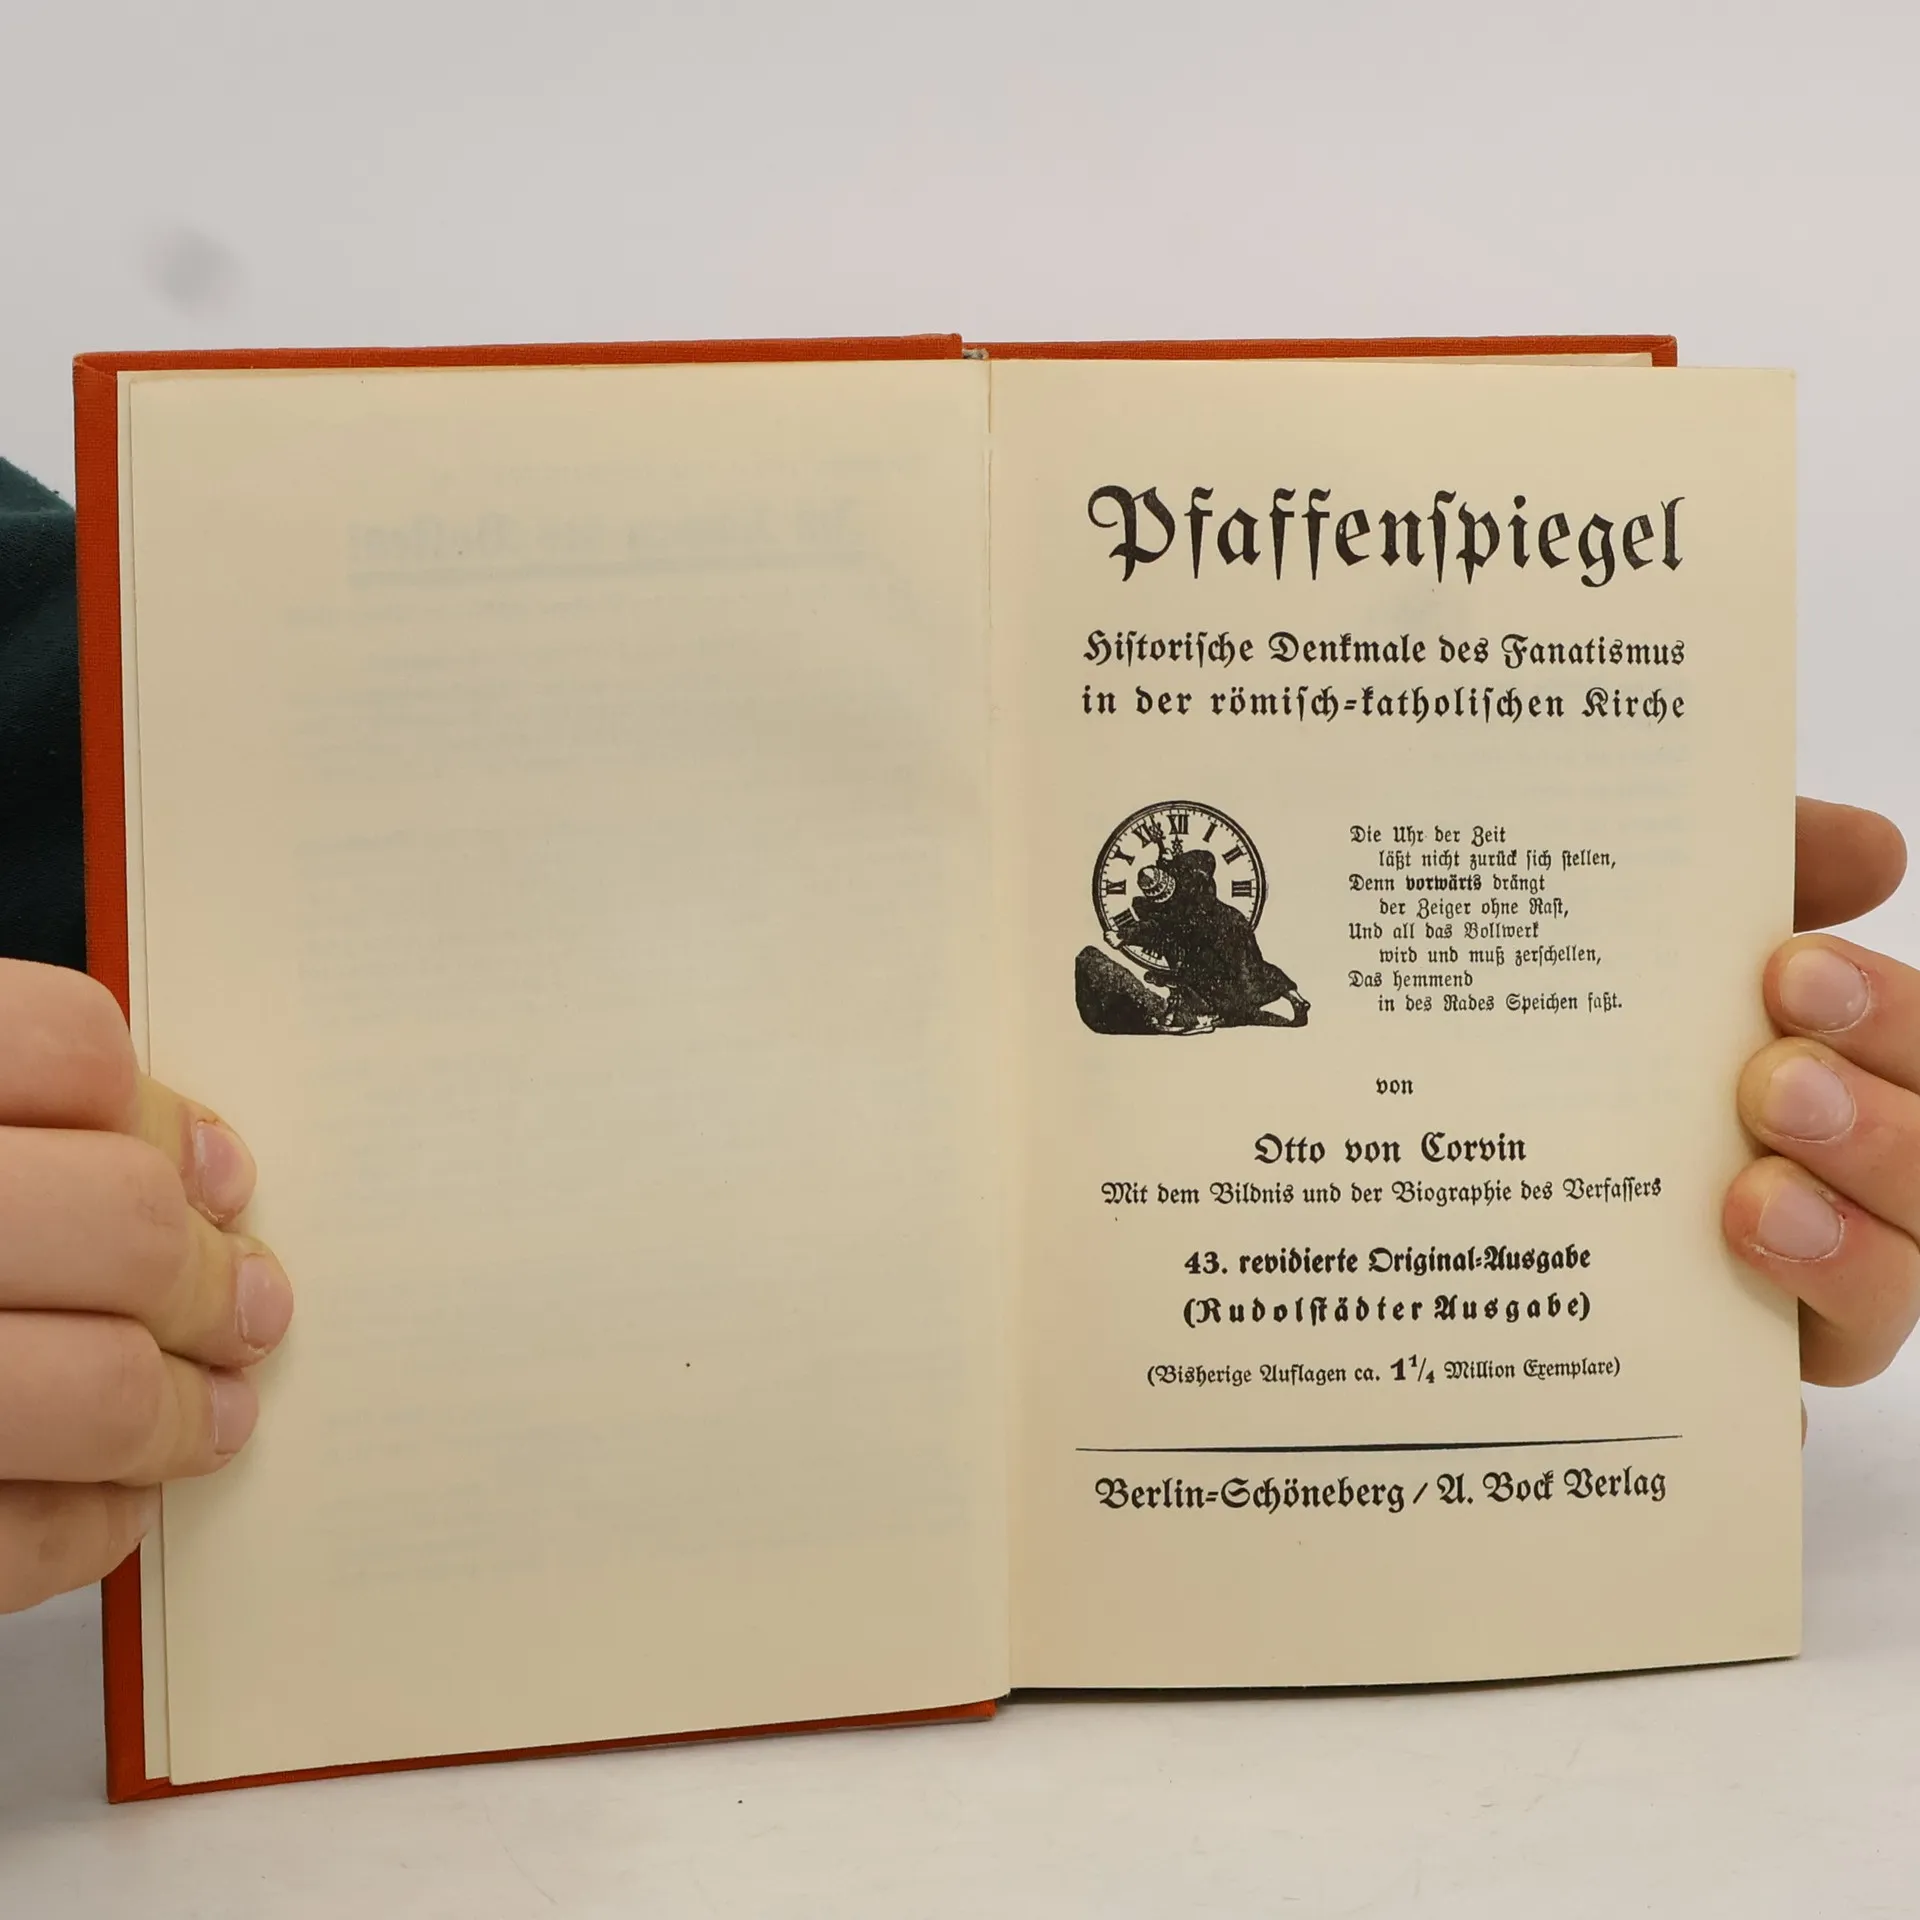 Pfaffenſpiegel
Hiſtoriſche Denkmale des Fanatismus
in der römiſch-katholiſchen Kirche
XI XII I
Die Uhr der Zeit
läßt nicht zurück ſich ſtellen,
Denn vorwärts drängt
der Zeiger ohne Raſt,
Und all das Bollwerk
wird und muß zerſchellen,
Das hemmend
in des Rades Speichen faßt.
von
Otto von Corvin
Mit dem Bildnis und der Biographie des Verfaſſers
43. revidierte Original-Ausgabe
(Rudolſtädter Ausgabe)
(Bisherige Auflagen ca. 1¹/₄ Million Exemplare)
Berlin-Schöneberg / A. Bock Verlag